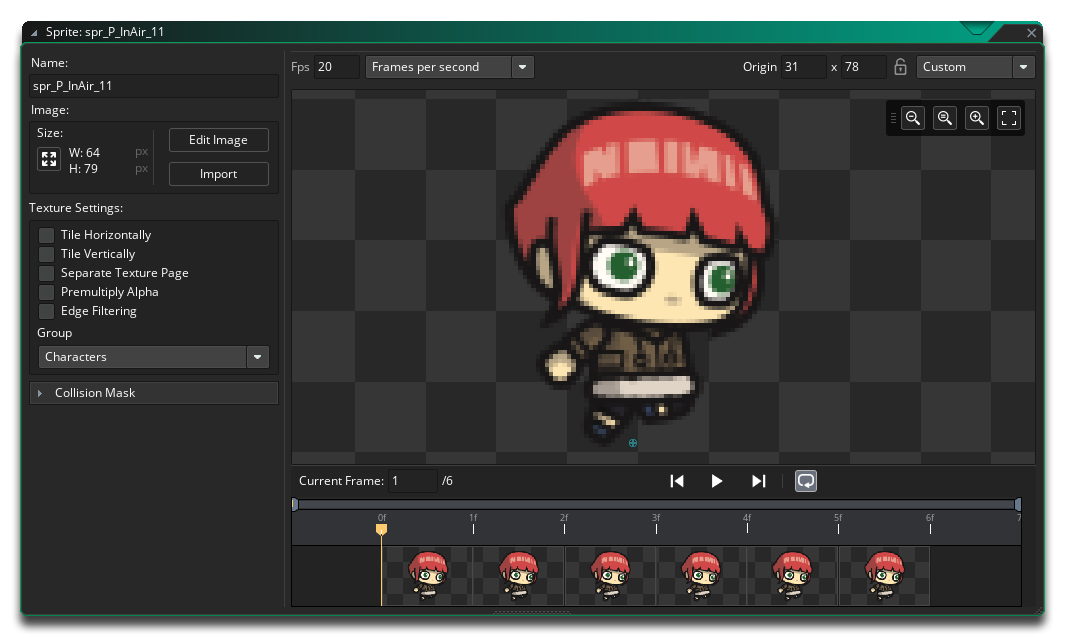 Sprite: spr_P_InAir_11
Name:
spr_P_InAir_11
Image:
Size:
W: 64 px
H: 79 px
Edit Image
Import
Texture Settings:
Tile Horizontally
Tile Vertically
Separate Texture Page
Premultiply Alpha
Edge Filtering
Group
Characters
Collision Mask
Fps 20 Frames per second Origin 31 x 78 Custom
Current Frame: 1 /6
0f 1f 2f 3f 4f 5f 6f 7